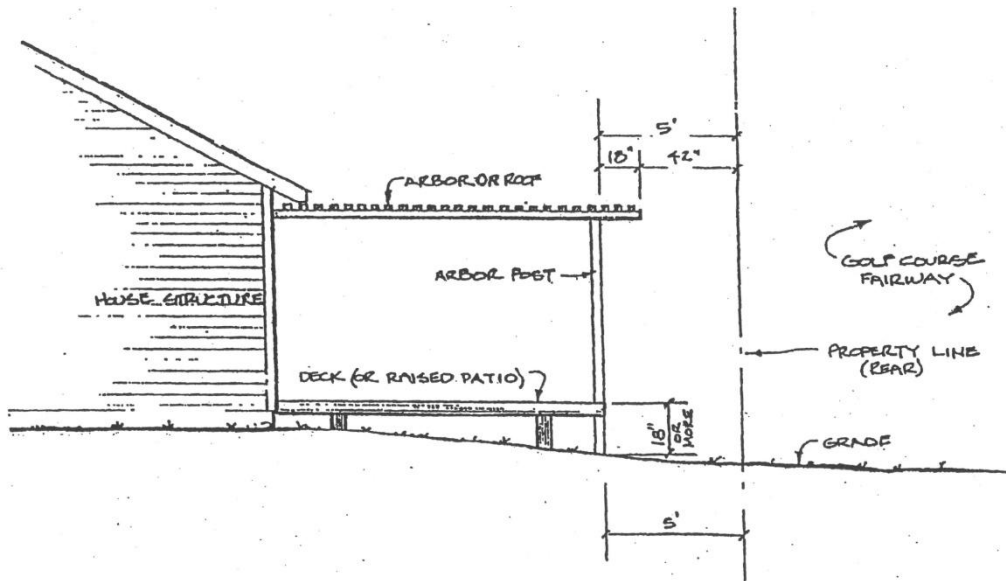 5'
18" 42"
ARBOR OR ROOF
ARBOR POST
GOLF COURSE
FAIRWAY
HOUSE STRUCTURE
PROPERTY LINE
(REAR)
DECK (OR RAISED PATIO)
18"
OR
MORE
GRADE
5'